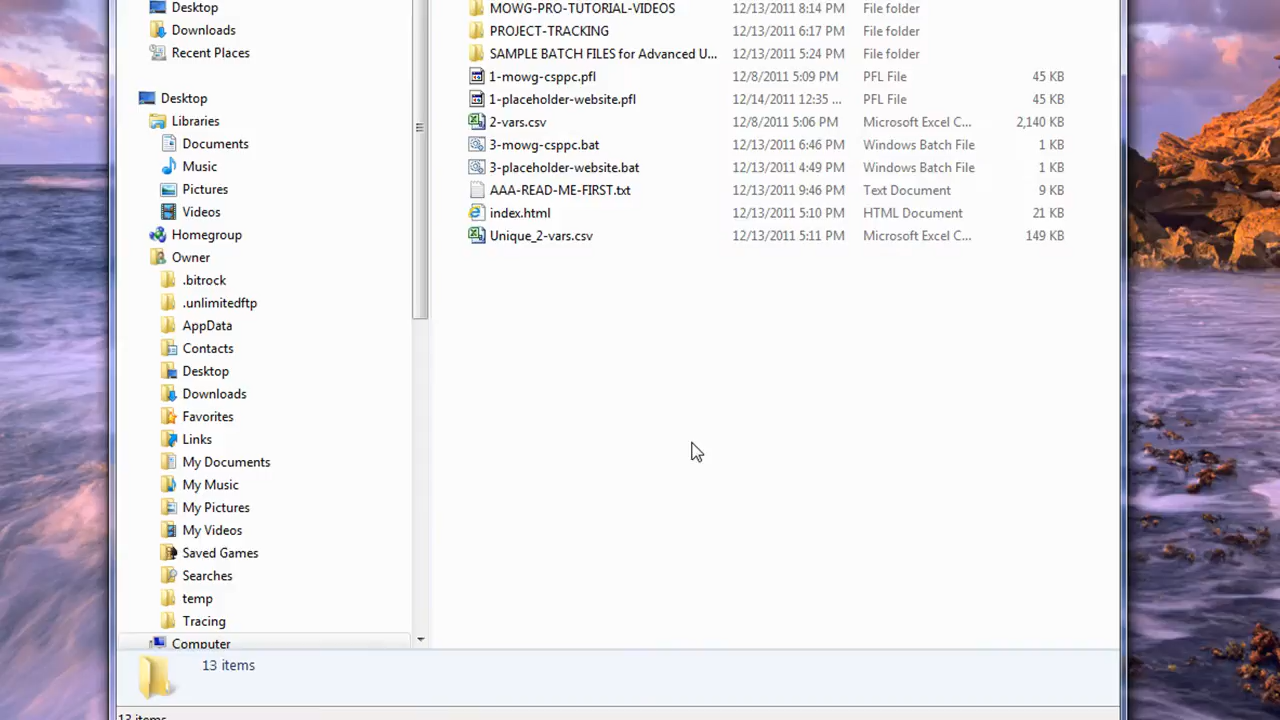 Desktop
Downloads
Recent Places
Desktop
Libraries
Documents
Music
Pictures
Videos
Homegroup
Owner
.bitrock
.unlimitedftp
AppData
Contacts
Desktop
Downloads
Favorites
Links
My Documents
My Music
My Pictures
My Videos
Saved Games
Searches
temp
Tracing
Computer
MOWG-PRO-TUTORIAL-VIDEOS 12/13/2011 8:14 PM File folder
PROJECT-TRACKING 12/13/2011 6:17 PM File folder
SAMPLE BATCH FILES for Advanced U... 12/13/2011 5:24 PM File folder
1-mowg-csppc.pfl 12/8/2011 5:09 PM PFL File 45 KB
1-placeholder-website.pfl 12/14/2011 12:35 ... PFL File 45 KB
2-vars.csv 12/8/2011 5:06 PM Microsoft Excel C... 2,140 KB
3-mowg-csppc.bat 12/13/2011 6:46 PM Windows Batch File 1 KB
3-placeholder-website.bat 12/13/2011 4:49 PM Windows Batch File 1 KB
AAA-READ-ME-FIRST.txt 12/13/2011 9:46 PM Text Document 9 KB
index.html 12/13/2011 5:10 PM HTML Document 21 KB
Unique_2-vars.csv 12/13/2011 5:11 PM Microsoft Excel C... 149 KB
13 items
13 items